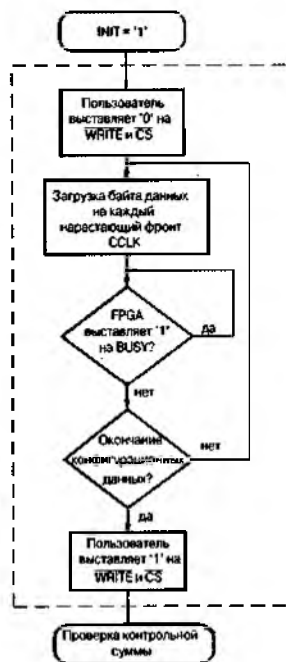 INIT = '1'
Пользователь
выставляет "0" на
WRITE и CS
Загрузка байта данных
на каждый
нарастающий фронт
CCLK
FPGA
выставляет "1"
на BUSY?
да
нет
Окончание
конфигурационных
данных?
нет
да
Пользователь
выставляет "1" на
WRITE и CS
Проверка контрольной
суммы